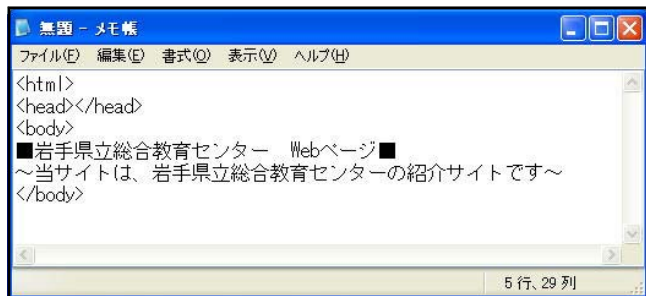 無題 - メモ帳
ファイル(F) 編集(E) 書式(O) 表示(V) ヘルプ(H)
<html>
<head></head>
<body>
■岩手県立総合教育センター　Webページ■
～当サイトは、岩手県立総合教育センターの紹介サイトです～
</body>
5 行、29 列